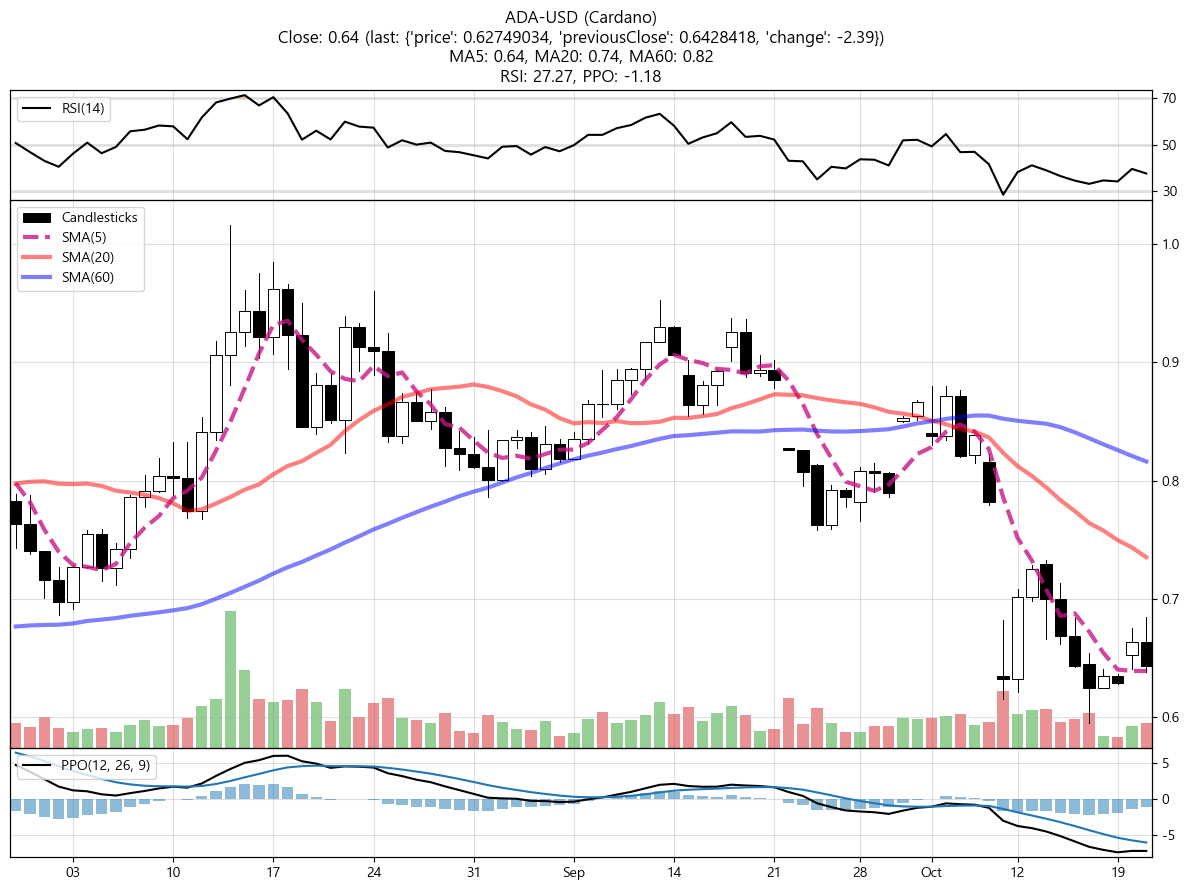 ADA-USD (Cardano)
Close: 0.64 (last: {'price': 0.62749034, 'previousClose': 0.6428418, 'change': -2.39})
MA5: 0.64, MA20: 0.74, MA60: 0.82
RSI: 27.27, PPO: -1.18
RSI(14)
70
50
30
Candlesticks
SMA(5)
SMA(20)
SMA(60)
1.0
0.9
0.8
0.7
0.6
PPO(12, 26, 9)
5
0
-5
03 10 17 24 31 Sep 14 21 28 Oct 12 19